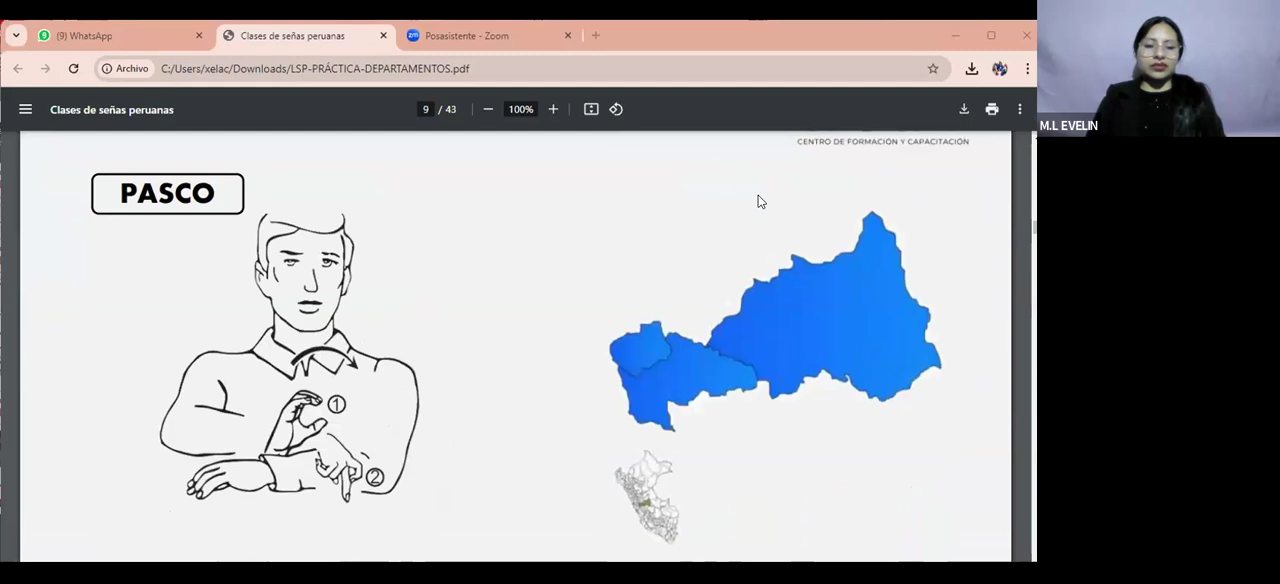 (9) WhatsApp
Clases de señas peruanas
Posasistente - Zoom
Archivo
C:/Users/xelac/Downloads/LSP-PRÁCTICA-DEPARTAMENTOS.pdf
Clases de señas peruanas
9 / 43
100%
CENTRO DE FORMACIÓN Y CAPACITACIÓN
PASCO
1
2
M.L EVELIN